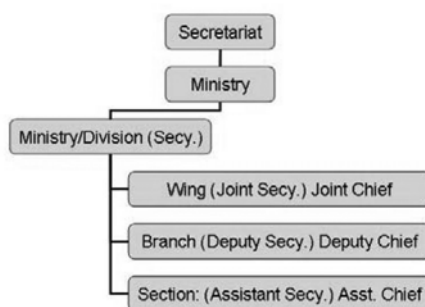 Secretariat
Ministry
Ministry/Division (Secy.)
Wing (Joint Secy.) Joint Chief
Branch (Deputy Secy.) Deputy Chief
Section: (Assistant Secy.) Asst. Chief